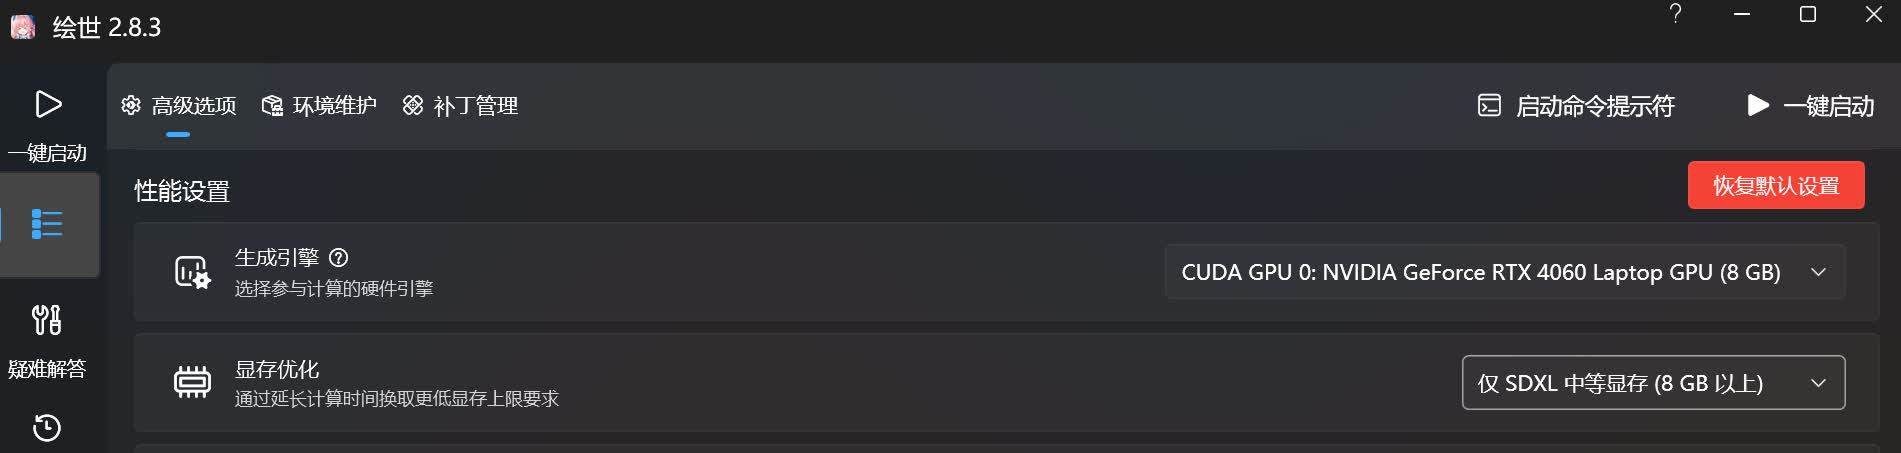 绘世 2.8.3
高级选项 环境维护 补丁管理 启动命令提示符 一键启动
一键启动
性能设置 恢复默认设置
生成引擎
选择参与计算的硬件引擎
CUDA GPU 0: NVIDIA GeForce RTX 4060 Laptop GPU (8 GB)
疑难解答
显存优化
通过延长计算时间换取更低显存上限要求
仅 SDXL 中等显存 (8 GB 以上)